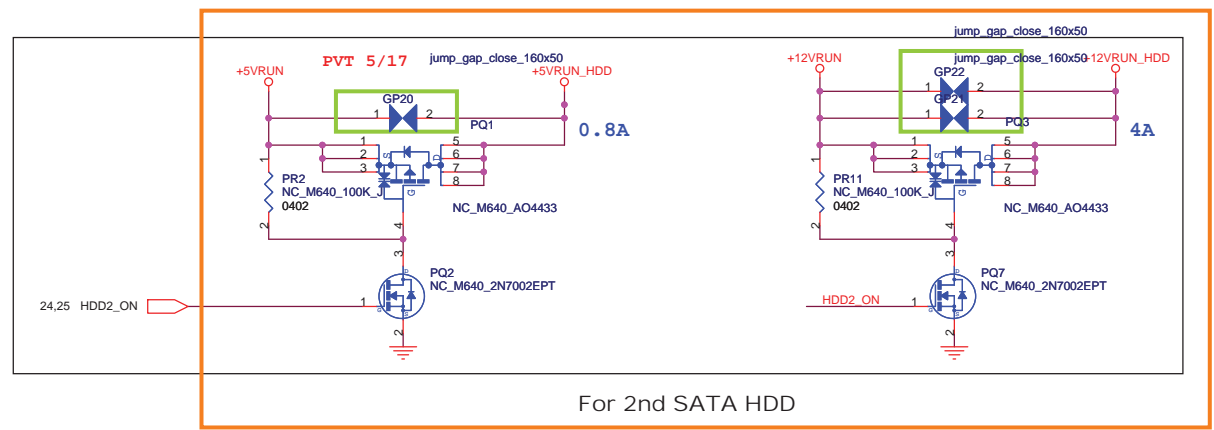 jump_gap_close_160x50
PVT 5/17
jump_gap_close_160x50
jump_gap_close_160x50
+5VRUN
+5VRUN_HDD
+12VRUN
+12VRUN_HDD
GP20
GP22
1
2
1
2
GP21
1
2
PQ1
0.8A
PQ3
4A
1
2
3
S
D
G
5
6
7
8
1
2
3
S
D
G
5
6
7
8
1
PR2
NC_M640_100K_J
0402
2
4
NC_M640_AO4433
1
PR11
NC_M640_100K_J
0402
2
4
NC_M640_AO4433
3
PQ2
NC_M640_2N7002EPT
3
PQ7
NC_M640_2N7002EPT
24,25 HDD2_ON
1
2
HDD2_ON
1
2
For 2nd SATA HDD